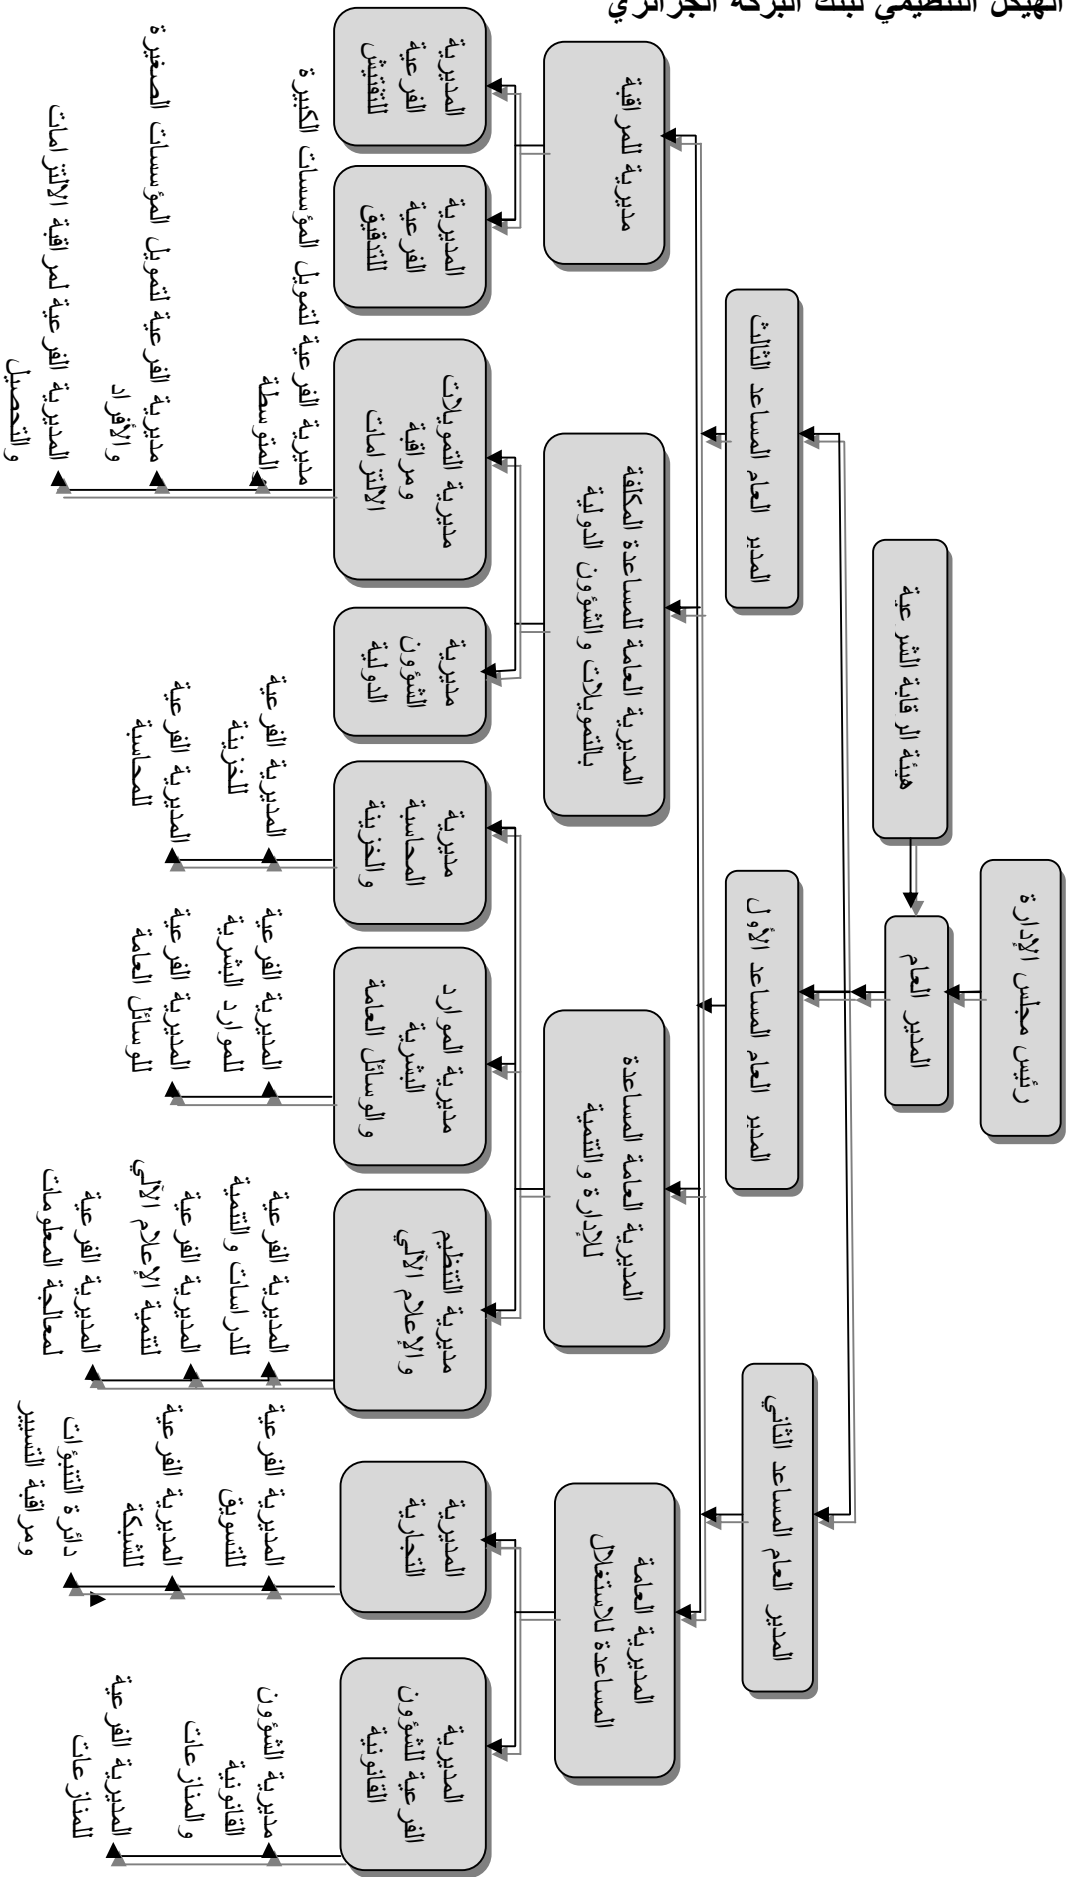 الهيكل التنظيمي لبنك البركة الجزائري
رئيس مجلس الإدارة
المدير العام
هيئة الرقابة الشرعية
المدير العام المساعد الثاني
المدير العام المساعد الأول
المدير العام المساعد الثالث
المديرية العامة
المساعدة للاستغلال
المديرية العامة المساعدة
للإدارة والتنمية
المديرية العامة للمساعدة المكلفة
بالتمويلات والشؤون الدولية
مديرية للمراقبة
المديرية
الفرعية للشؤون
القانونية
المديرية
التجارية
مديرية التنظيم
والإعلام الآلي
مديرية الموارد
البشرية
والوسائل العامة
مديرية
المحاسبة
والخزينة
مديرية
الشؤون
الدولية
مديرية التمويلات
ومراقبة
الالتزامات
المديرية
الفرعية
للتدقيق
المديرية
الفرعية
للتفتيش
مديرية الشؤون
القانونية
والمنازعات
المديرية الفرعية
للمنازعات
المديرية الفرعية
للتسويق
المديرية الفرعية
للشبكة
دائرة التنبؤات
ومراقبة التسيير
المديرية الفرعية
للدراسات والتنمية
المديرية الفرعية
لتنمية الإعلام الآلي
المديرية الفرعية
لمعالجة المعلومات
المديرية الفرعية
للموارد البشرية
المديرية الفرعية
للوسائل العامة
المديرية الفرعية
للخزينة
المديرية الفرعية
للمحاسبة
مديرية الفرعية لتمويل المؤسسات الكبيرة
والمتوسطة
مديرية الفرعية لتمويل المؤسسات الصغيرة
والأفراد
المديرية الفرعية لمراقبة الالتزامات
والتحصيل